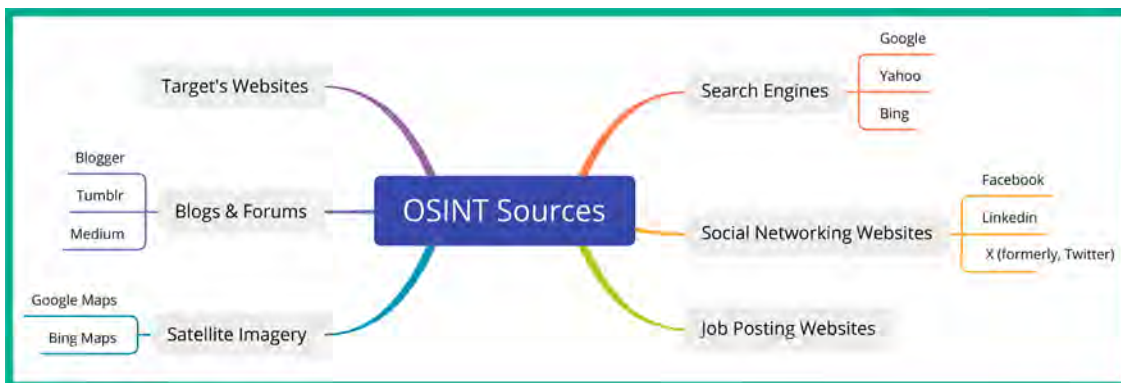 OSINT Sources
Target's Websites
Blogs & Forums
Blogger
Tumblr
Medium
Satellite Imagery
Google Maps
Bing Maps
Search Engines
Google
Yahoo
Bing
Social Networking Websites
Facebook
Linkedin
X (formerly, Twitter)
Job Posting Websites